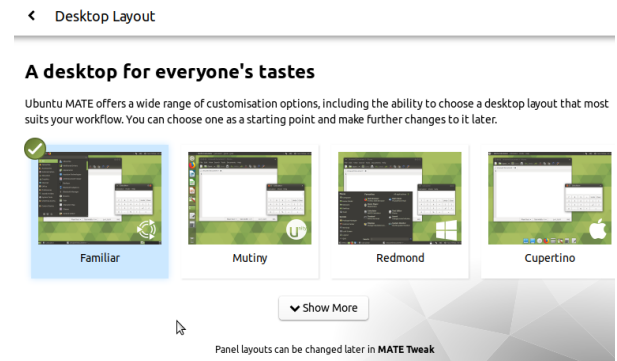 Desktop Layout
A desktop for everyone's tastes
Ubuntu MATE offers a wide range of customisation options, including the ability to choose a desktop layout that most
suits your workflow. You can choose one as a starting point and make further changes to it later.
Familiar
Mutiny
Redmond
Cupertino
Show More
Panel layouts can be changed later in MATE Tweak